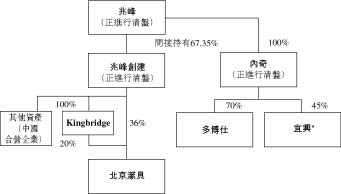 兆峰
(正進行清盤)
間接持有67.35%
100%
兆峰創建
(正進行清盤)
內奇
(正進行清盤)
100%
36%
70%
45%
其他資產
(中國
合營企業)
Kingbridge
多博仕
宜興*
20%
北京潔具